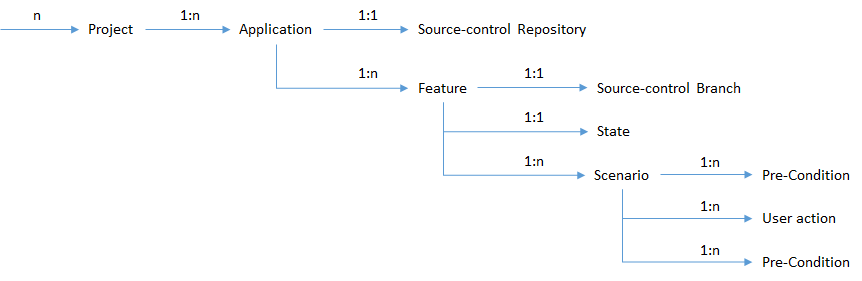 n Project 1:n Application 1:1 Source-control Repository
1:n Feature 1:1 Source-control Branch
1:1 State
1:n Scenario 1:n Pre-Condition
1:n User action
1:n Pre-Condition